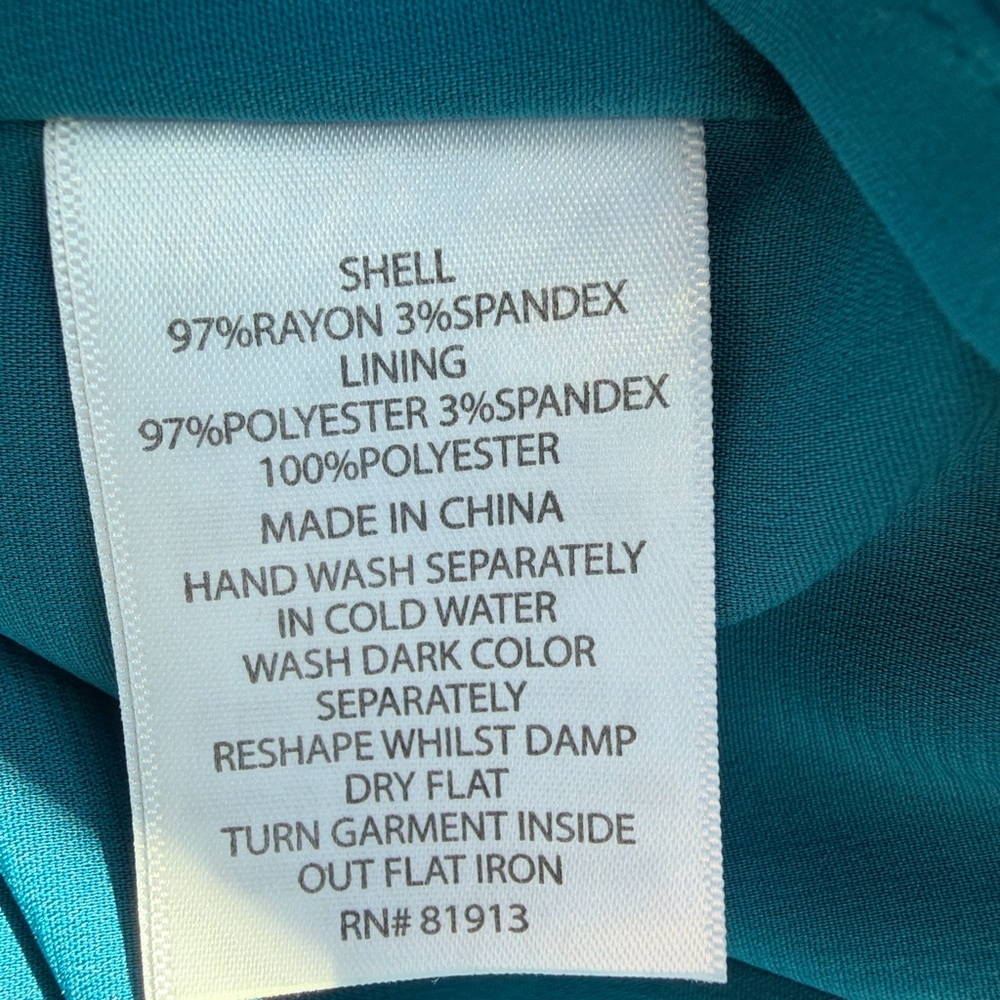 SHELL
97%RAYON 3%SPANDEX
LINING
97%POLYESTER 3%SPANDEX
100%POLYESTER
MADE IN CHINA
HAND WASH SEPARATELY
IN COLD WATER
WASH DARK COLOR
SEPARATELY
RESHAPE WHILST DAMP
DRY FLAT
TURN GARMENT INSIDE
OUT FLAT IRON
RN# 81913